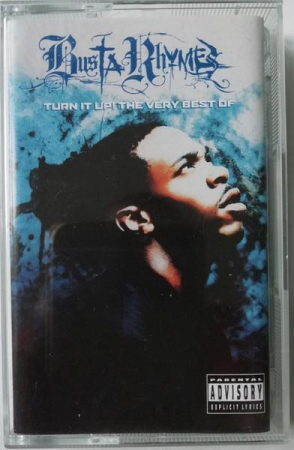 BUSTA RHYMES
TURN IT UP! THE VERY BEST OF
PARENTAL
ADVISORY
EXPLICIT LYRICS